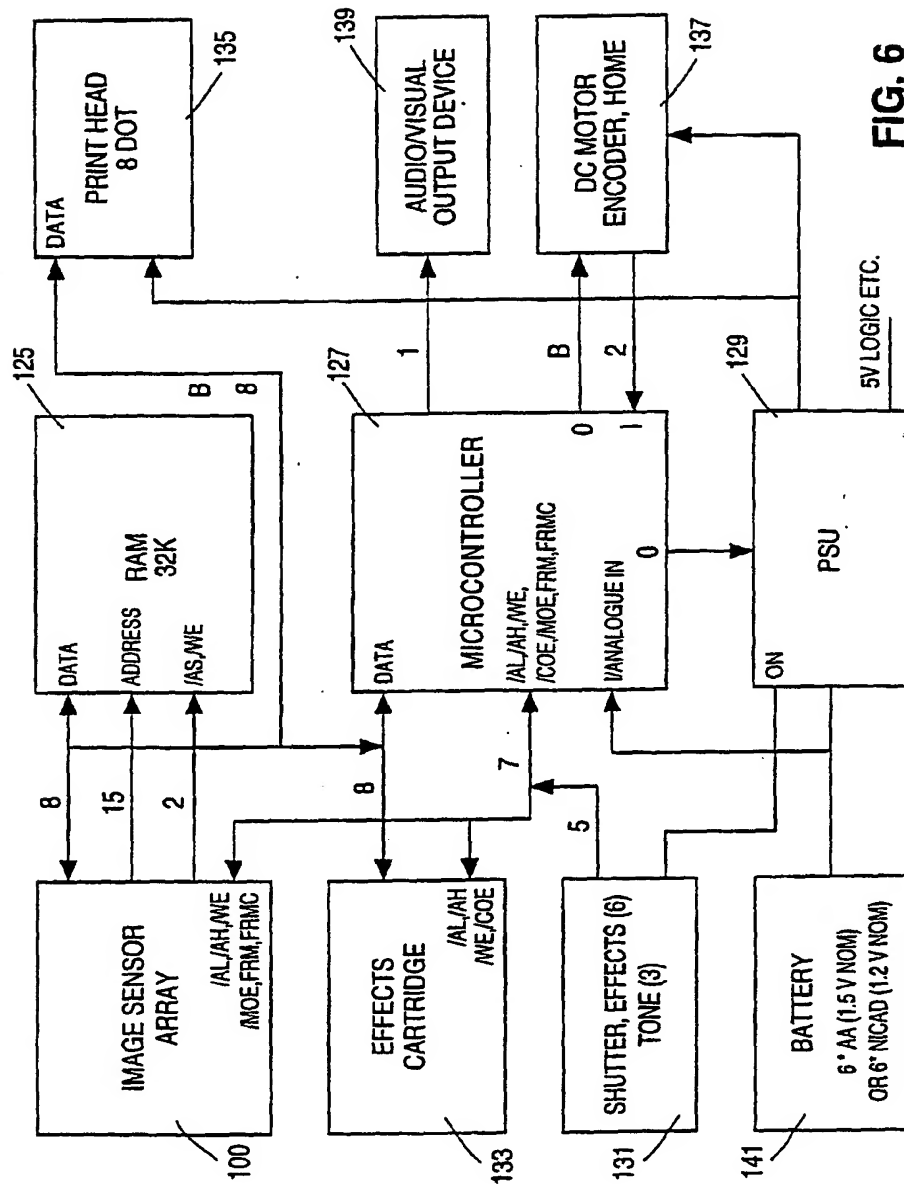 IMAGE SENSOR
ARRAY
/AL/AH,/WE
/MOE,FRM,FRMC
100
8
15
2
DATA
ADDRESS
/AS,/WE
RAM
32K
125
B
8
DATA
PRINT HEAD
8 DOT
135
EFFECTS
CARTRIDGE
/AL,/AH
/WE,/COE
133
8
7
DATA
MICROCONTROLLER
/AL/AH,/WE,
/COE,/MOE,FRM,FRMC
I/ANALOGUE IN
0
0
I
127
1
B
2
AUDIO/VISUAL
OUTPUT DEVICE
139
DC MOTOR
ENCODER, HOME
137
SHUTTER, EFFECTS (6)
TONE (3)
131
5
BATTERY
6* AA (1.5 V NOM)
OR 6* NICAD (1.2 V NOM)
141
ON
PSU
129
5V LOGIC ETC.
FIG. 6